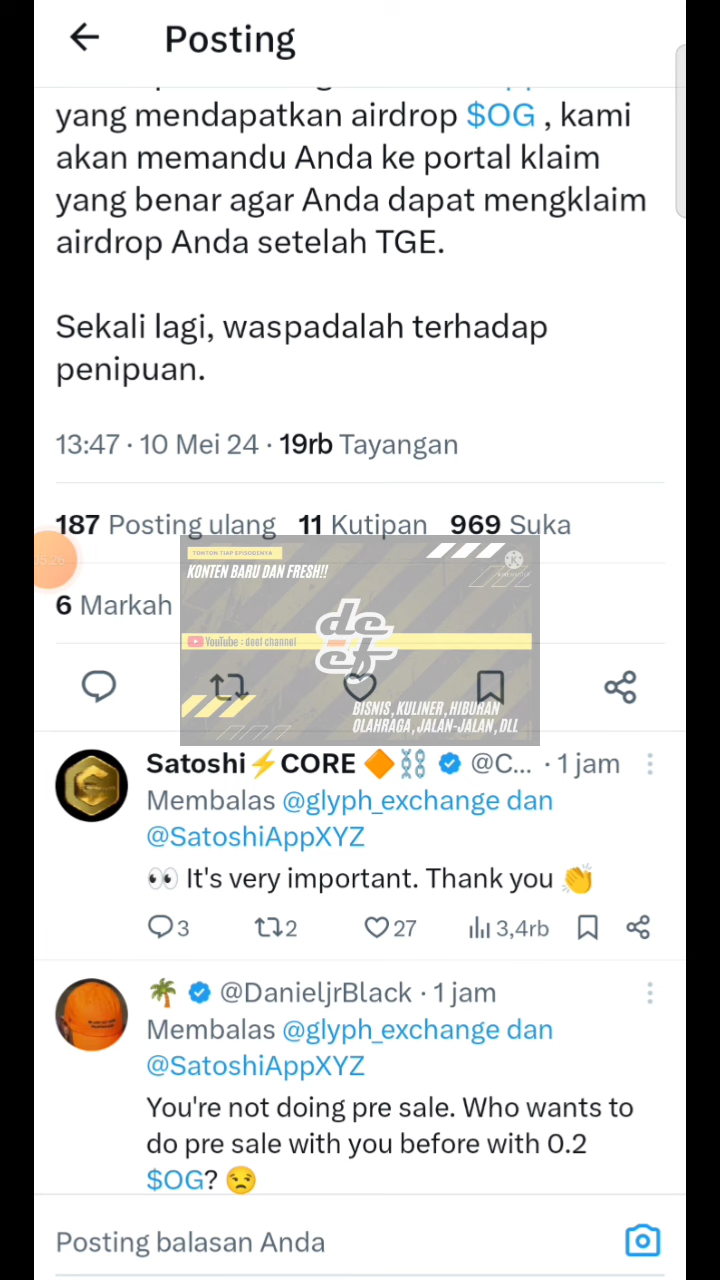 Posting
yang mendapatkan airdrop $OG , kami
akan memandu Anda ke portal klaim
yang benar agar Anda dapat mengklaim
airdrop Anda setelah TGE.
Sekali lagi, waspadalah terhadap
penipuan.
13:47 · 10 Mei 24 · 19rb Tayangan
187 Posting ulang 11 Kutipan 969 Suka
6 Markah
TONTON TIAP EPISODENYA
KONTEN BARU DAN FRESH!!
YouTube : deef channel
de
ef
BISNIS, KULINER, HIBURAN
OLAHRAGA, JALAN-JALAN, DLL
Satoshi⚡CORE 🔶⛓️ @C... · 1 jam
Membalas @glyph_exchange dan
@SatoshiAppXYZ
👀 It's very important. Thank you 👏
3 2 27 3,4rb
🌴 @DanieljrBlack · 1 jam
Membalas @glyph_exchange dan
@SatoshiAppXYZ
You're not doing pre sale. Who wants to
do pre sale with you before with 0.2
$OG? 😒
Posting balasan Anda